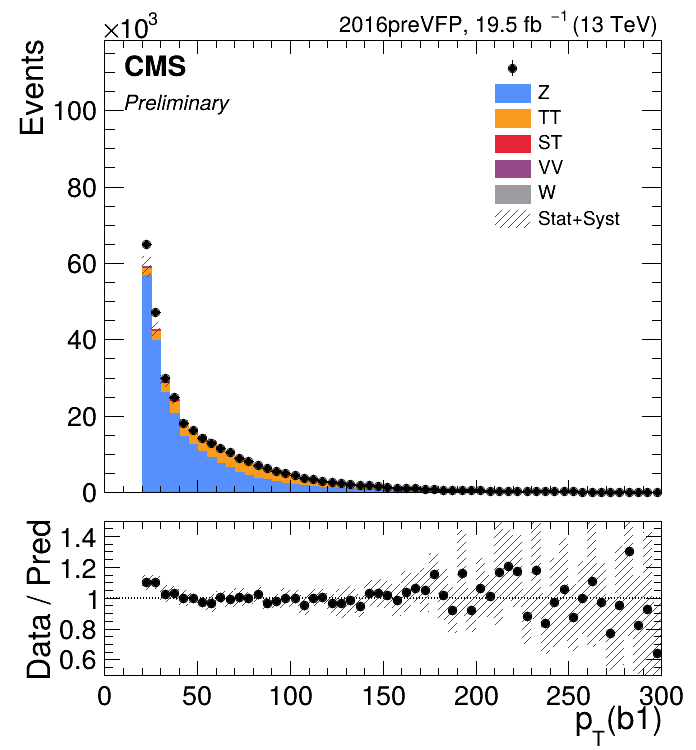 ×10³
2016preVFP, 19.5 fb ⁻¹ (13 TeV)
CMS
Preliminary
Z
TT
ST
VV
W
Stat+Syst
Events
100
80
60
40
20
0
Data / Pred
1.4
1.2
1
0.8
0.6
0 50 100 150 200 250 300
p_T(b1)